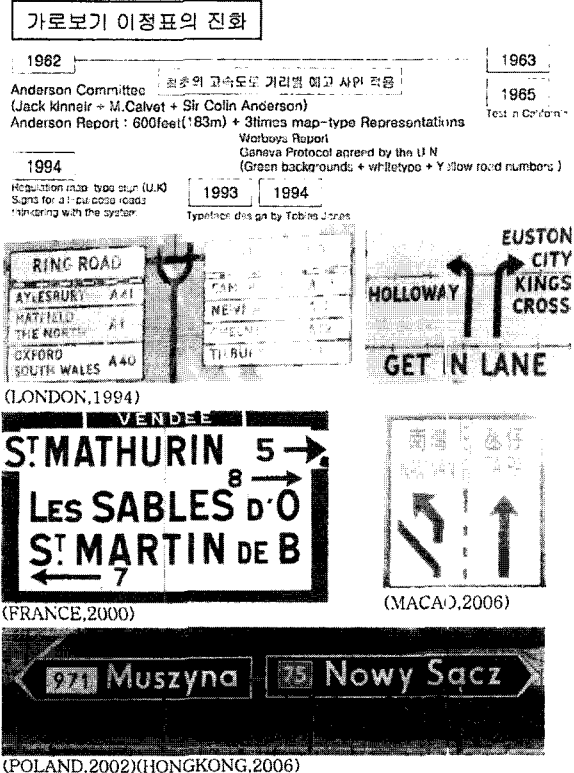 가로보기 이정표의 진화
1962
1963
최초의 고속도로 거리별 예고 사인 적용
Anderson Committee
(Jack kinneir + M.Calvet + Sir Colin Anderson)
1965
Test in California
Anderson Report : 600feet(183m) + 3times map-type Representations
Worboys Report
Geneva Protocol agreed by the U N
(Green backgrounds + whitetype + Yellow road numbers )
1994
Regulation map type sign (U.K)
Signs for all-purpose roads
thinkering with the system
1993
1994
Typeface design by Tobias
RING ROAD
AYLESBURY A41
HATFIELD
THE NORTH A1
OXFORD
SOUTH WALES A40
EUSTON
CITY
KINGS
CROSS
HOLLOWAY
GET IN LANE
(LONDON,1994)
VENDEE
ST MATHURIN 5
8
LES SABLES D'O
ST MARTIN DE B
7
(FRANCE,2000)
(MACAO,2006)
971 Muszyna
75 Nowy Sącz
(POLAND,2002)(HONGKONG,2006)